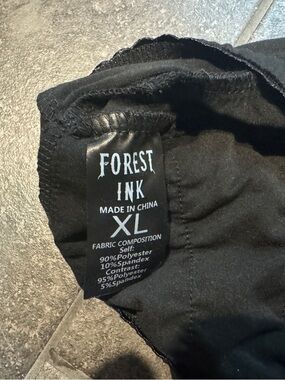 FOREST
INK
MADE IN CHINA
XL
FABRIC COMPOSITION
Self:
90%Polyester
10%Spandex
Contrast:
95%Polyester
5%Spandex